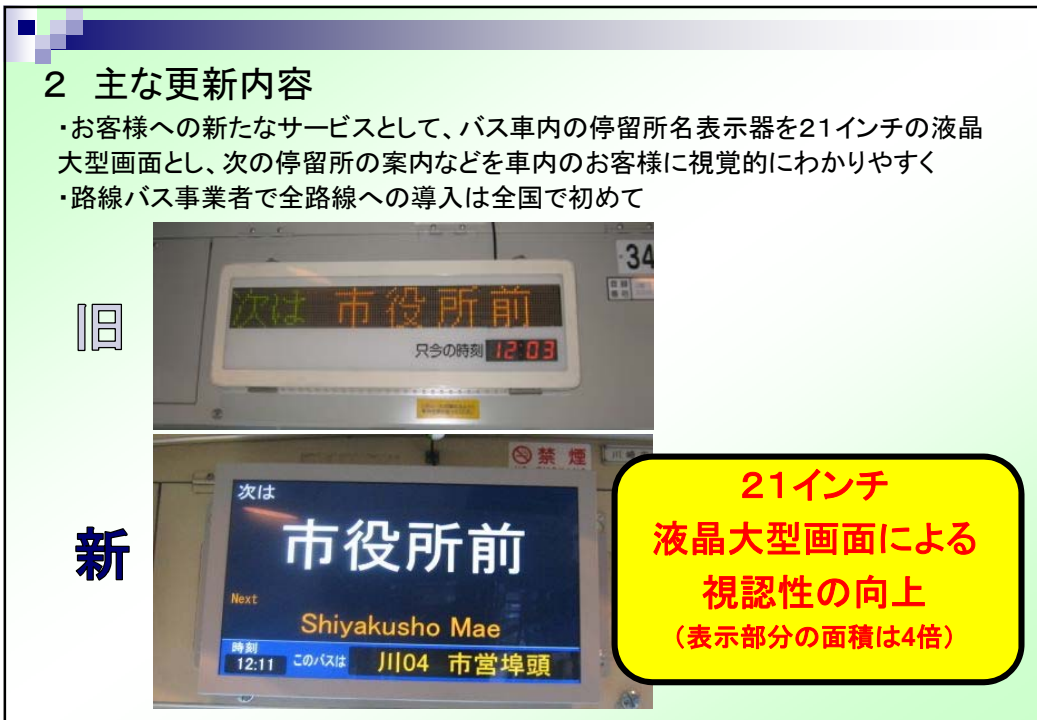 ２ 主な更新内容
・お客様への新たなサービスとして、バス車内の停留所名表示器を２１インチの液晶
大型画面とし、次の停留所の案内などを車内のお客様に視覚的にわかりやすく
・路線バス事業者で全路線への導入は全国で初めて
旧
34
次は 市役所前
只今の時刻 12:03
新
禁煙
次は
市役所前
Next
Shiyakusho Mae
時刻
12:11 このバスは 川04 市営埠頭
２１インチ
液晶大型画面による
視認性の向上
（表示部分の面積は4倍）